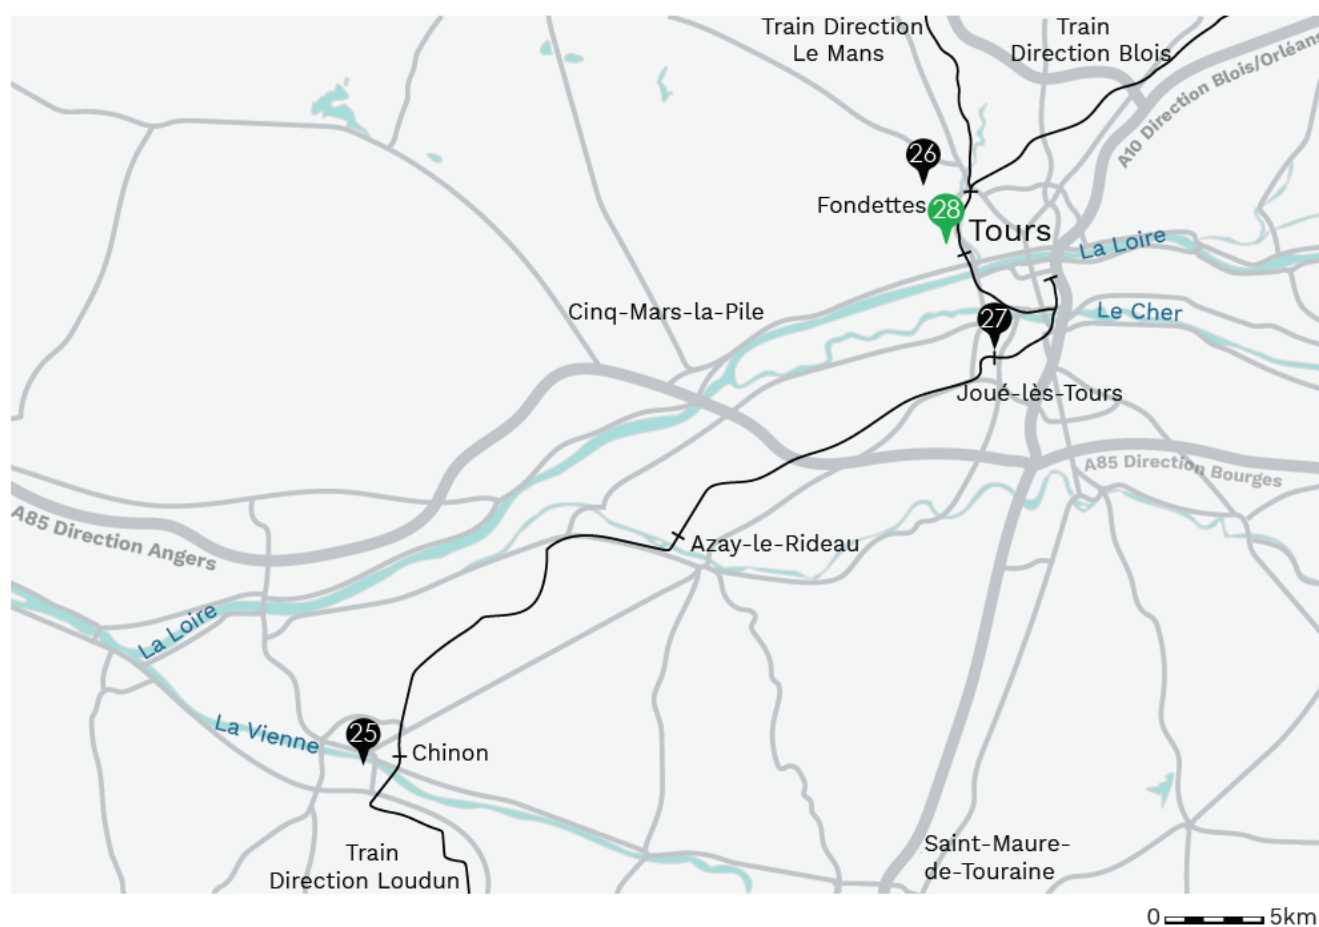 Train Direction
Le Mans
Train
Direction Blois
A10 Direction Blois/Orléans
26
Fondettes
28
Tours
La Loire
Cinq-Mars-la-Pile
27
Le Cher
Joué-lès-Tours
A85 Direction Bourges
A85 Direction Angers
Azay-le-Rideau
La Loire
La Vienne
25
Chinon
Train
Direction Loudun
Saint-Maure-
de-Touraine
0 5km